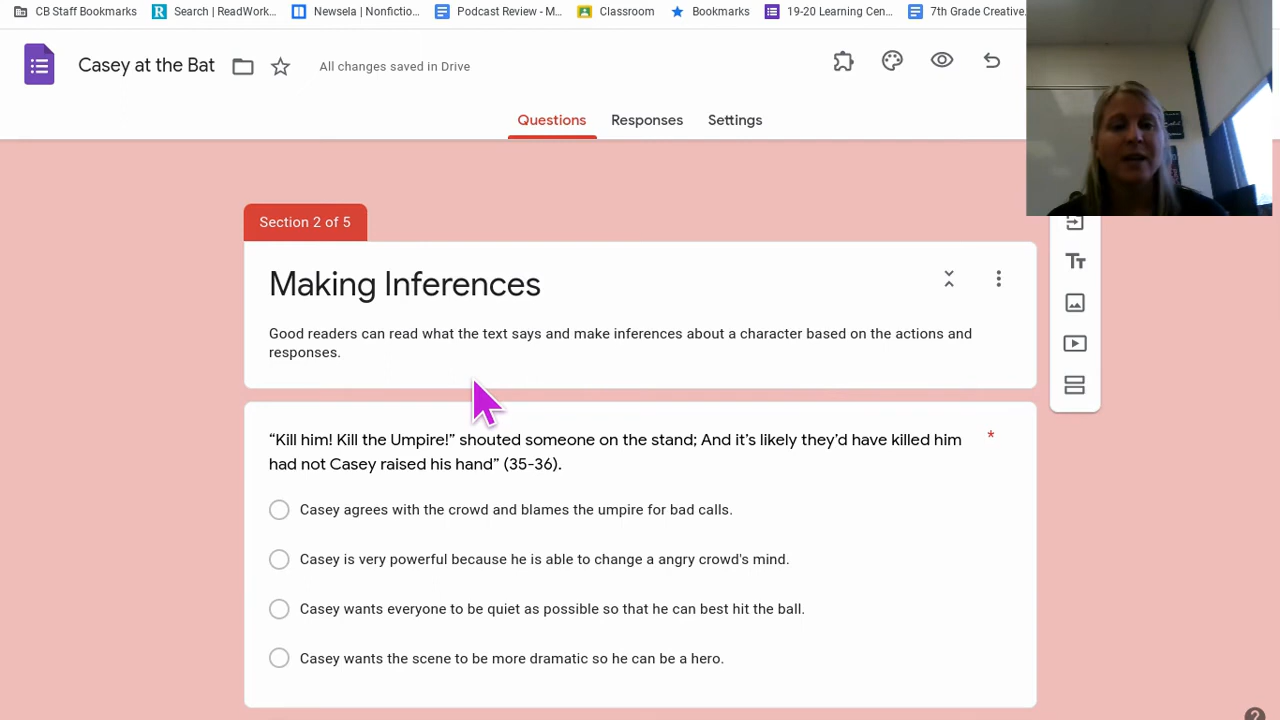 CB Staff Bookmarks Search | ReadWork... Newsela | Nonfictio... Podcast Review - M... Classroom Bookmarks 19-20 Learning Cen... 7th Grade Creative.
Casey at the Bat All changes saved in Drive
Questions Responses Settings
Section 2 of 5
Making Inferences
Good readers can read what the text says and make inferences about a character based on the actions and
responses.
“Kill him! Kill the Umpire!” shouted someone on the stand; And it’s likely they’d have killed him *
had not Casey raised his hand” (35-36).
Casey agrees with the crowd and blames the umpire for bad calls.
Casey is very powerful because he is able to change a angry crowd's mind.
Casey wants everyone to be quiet as possible so that he can best hit the ball.
Casey wants the scene to be more dramatic so he can be a hero.